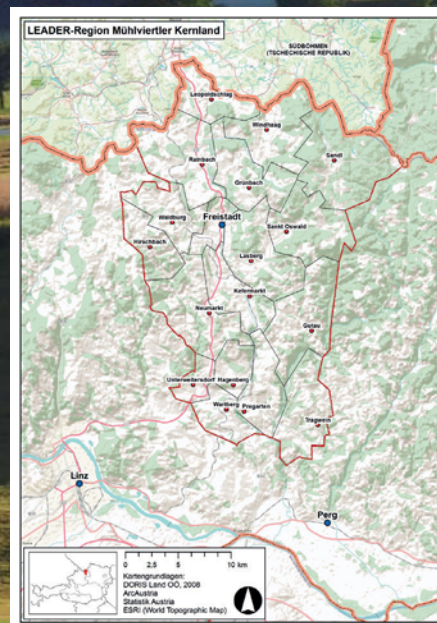 LEADER-Region Mühlviertler Kernland
SÜDBÖHMEN
(TSCHECHISCHE REPUBLIK)
Leopoldschlag
Windhaag
Rainbach
Sandl
Grünbach
Waldburg
Freistadt
Sankt Oswald
Hirschbach
Lasberg
Kefermarkt
Neumarkt
Gutau
Unterweitersdorf
Hagenberg
Wartberg
Pregarten
Tragwein
Linz
Perg
0 2,5 5 10 km
Kartengrundlagen:
DORIS Land OÖ, 2008
ArcAustria
Statistik Austria
ESRI (World Topographic Map)